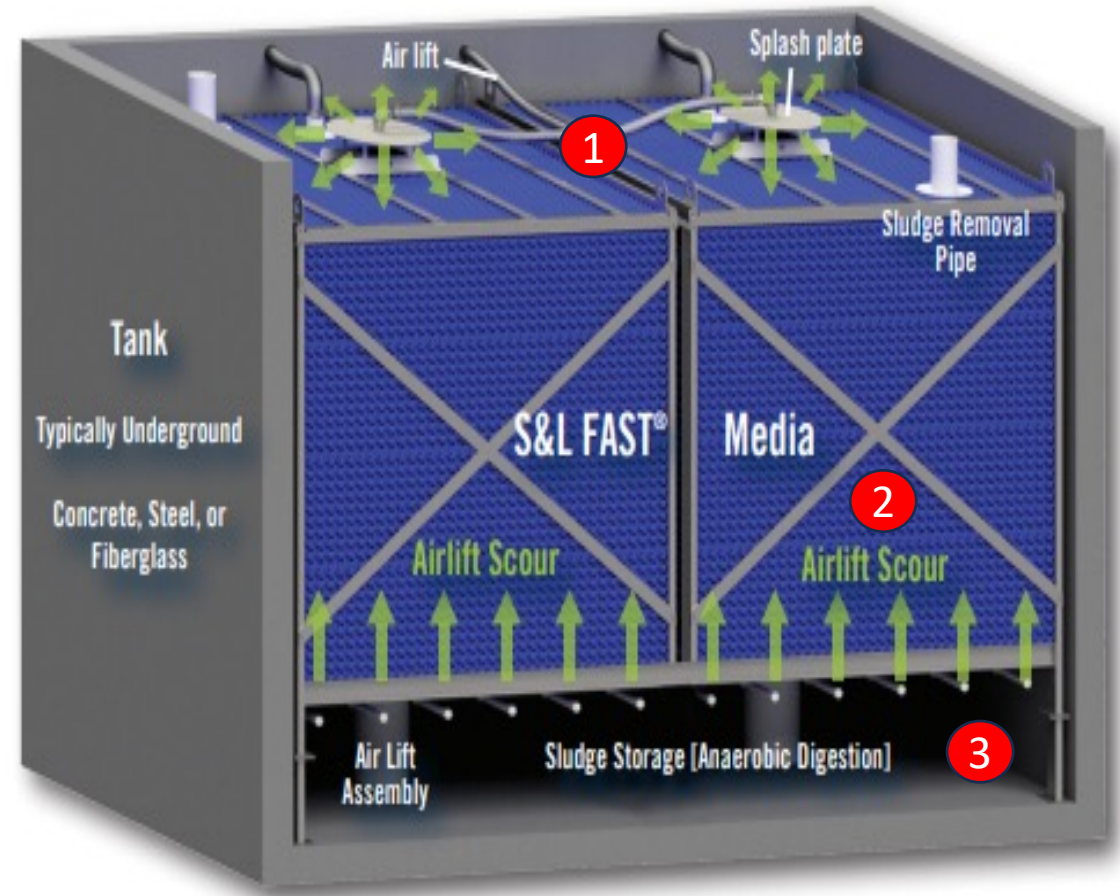 Air lift
Splash plate
1
Sludge Removal
Pipe
Tank
Typically Underground
Concrete, Steel, or
Fiberglass
S&L FAST® Media
2
Airlift Scour
Airlift Scour
3
Air Lift
Assembly
Sludge Storage [Anaerobic Digestion]